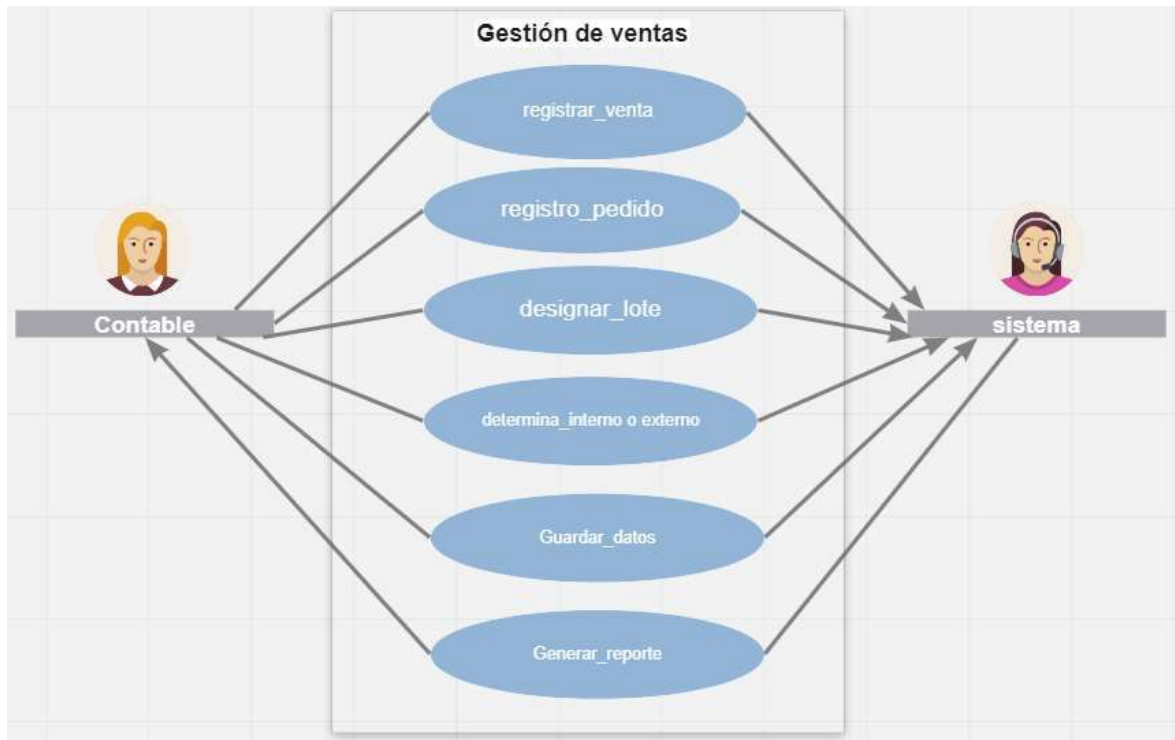 Gestión de ventas
registrar_venta
registro_pedido
designar_lote
Contable
sistema
determina_interno o externo
Guardar_datos
Generar_reporte